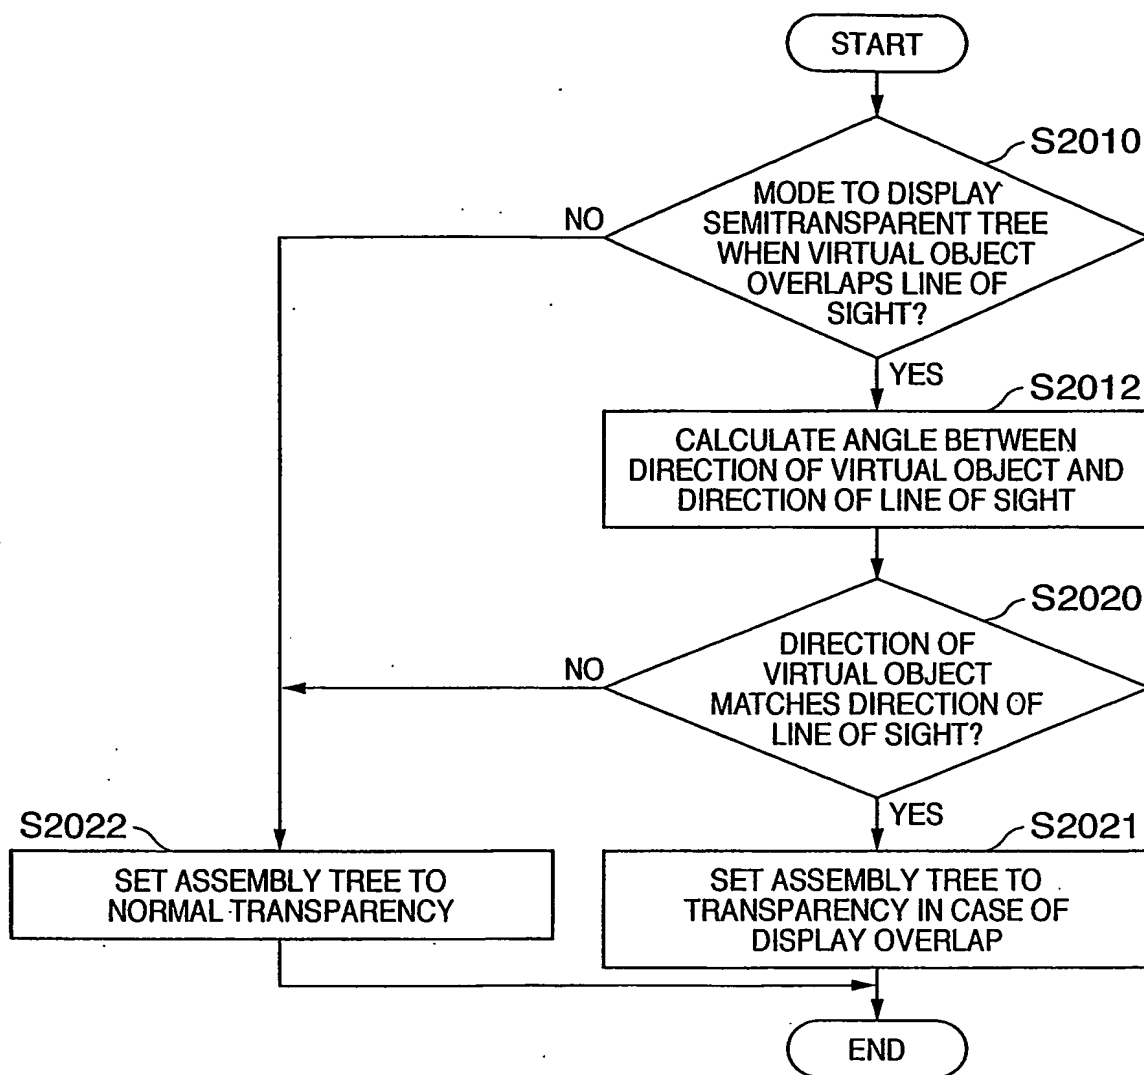 START
S2010
MODE TO DISPLAY
SEMITRANSPARENT TREE
WHEN VIRTUAL OBJECT
OVERLAPS LINE OF
SIGHT?
NO
YES
S2012
CALCULATE ANGLE BETWEEN
DIRECTION OF VIRTUAL OBJECT AND
DIRECTION OF LINE OF SIGHT
S2020
DIRECTION OF
VIRTUAL OBJECT
MATCHES DIRECTION OF
LINE OF SIGHT?
NO
YES
S2022
SET ASSEMBLY TREE TO
NORMAL TRANSPARENCY
S2021
SET ASSEMBLY TREE TO
TRANSPARENCY IN CASE OF
DISPLAY OVERLAP
END